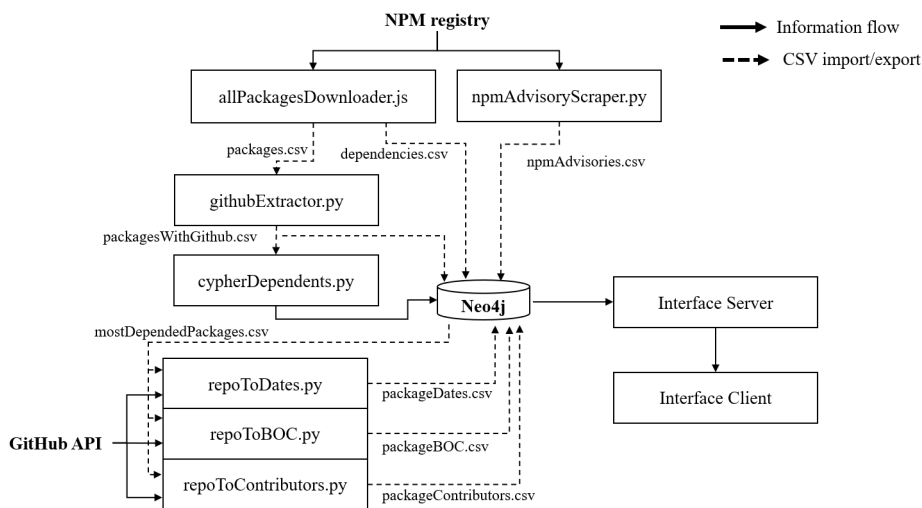 NPM registry
Information flow
CSV import/export
allPackagesDownloader.js
npmAdvisoryScraper.py
packages.csv
dependencies.csv
npmAdvisories.csv
githubExtractor.py
packagesWithGithub.csv
cypherDependents.py
Neo4j
Interface Server
mostDependedPackages.csv
repoToDates.py
packageDates.csv
Interface Client
repoToBOC.py
GitHub API
packageBOC.csv
repoToContributors.py
packageContributors.csv